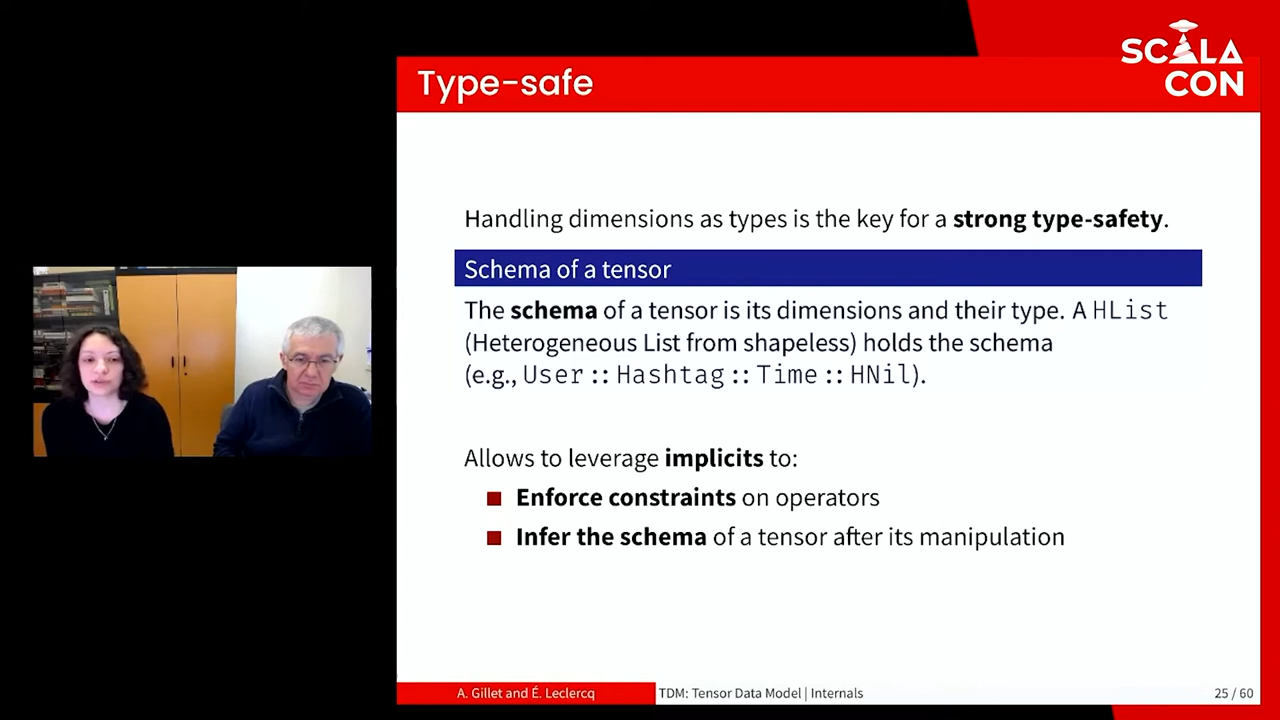 SCALA
CON
Type-safe
Handling dimensions as types is the key for a strong type-safety.
Schema of a tensor
The schema of a tensor is its dimensions and their type. A HList
(Heterogeneous List from shapeless) holds the schema
(e.g., User :: Hashtag :: Time :: HNil).
Allows to leverage implicits to:
Enforce constraints on operators
Infer the schema of a tensor after its manipulation
A. Gillet and É. Leclercq
TDM: Tensor Data Model | Internals
25 / 60